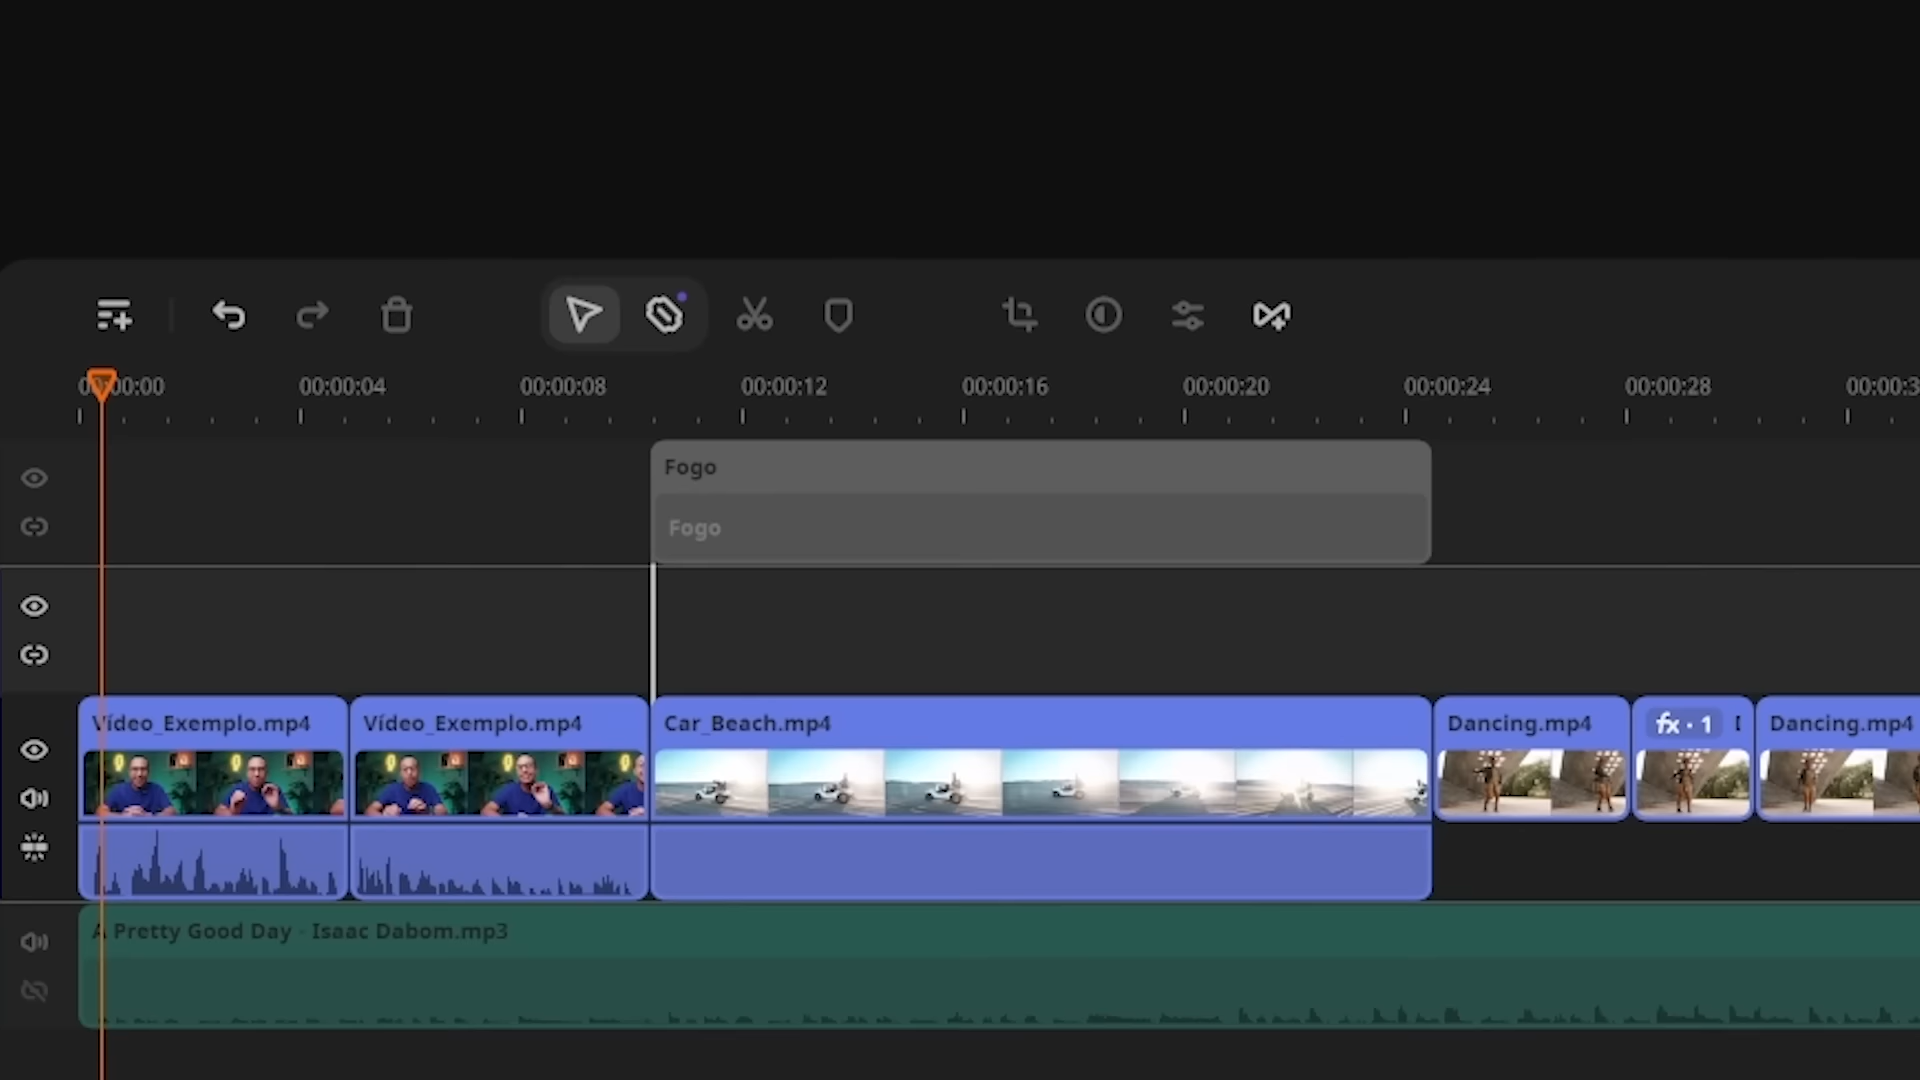 00:00:00
00:00:04
00:00:08
00:00:12
00:00:16
00:00:20
00:00:24
00:00:28
00:00:3
Fogo
Fogo
Vídeo_Exemplo.mp4
Vídeo_Exemplo.mp4
Car_Beach.mp4
Dancing.mp4
fx · 1
Dancing.mp4
A Pretty Good Day - Isaac Dabom.mp3